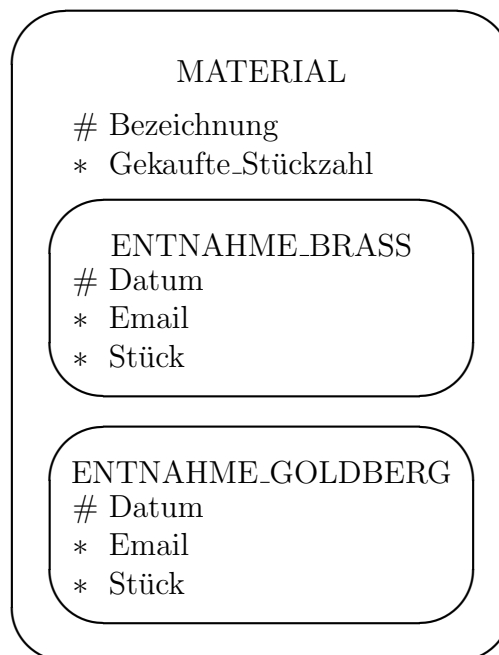 MATERIAL
# Bezeichnung
* Gekaufte_Stückzahl
ENTNAHME_BRASS
# Datum
* Email
* Stück
ENTNAHME_GOLDBERG
# Datum
* Email
* Stück